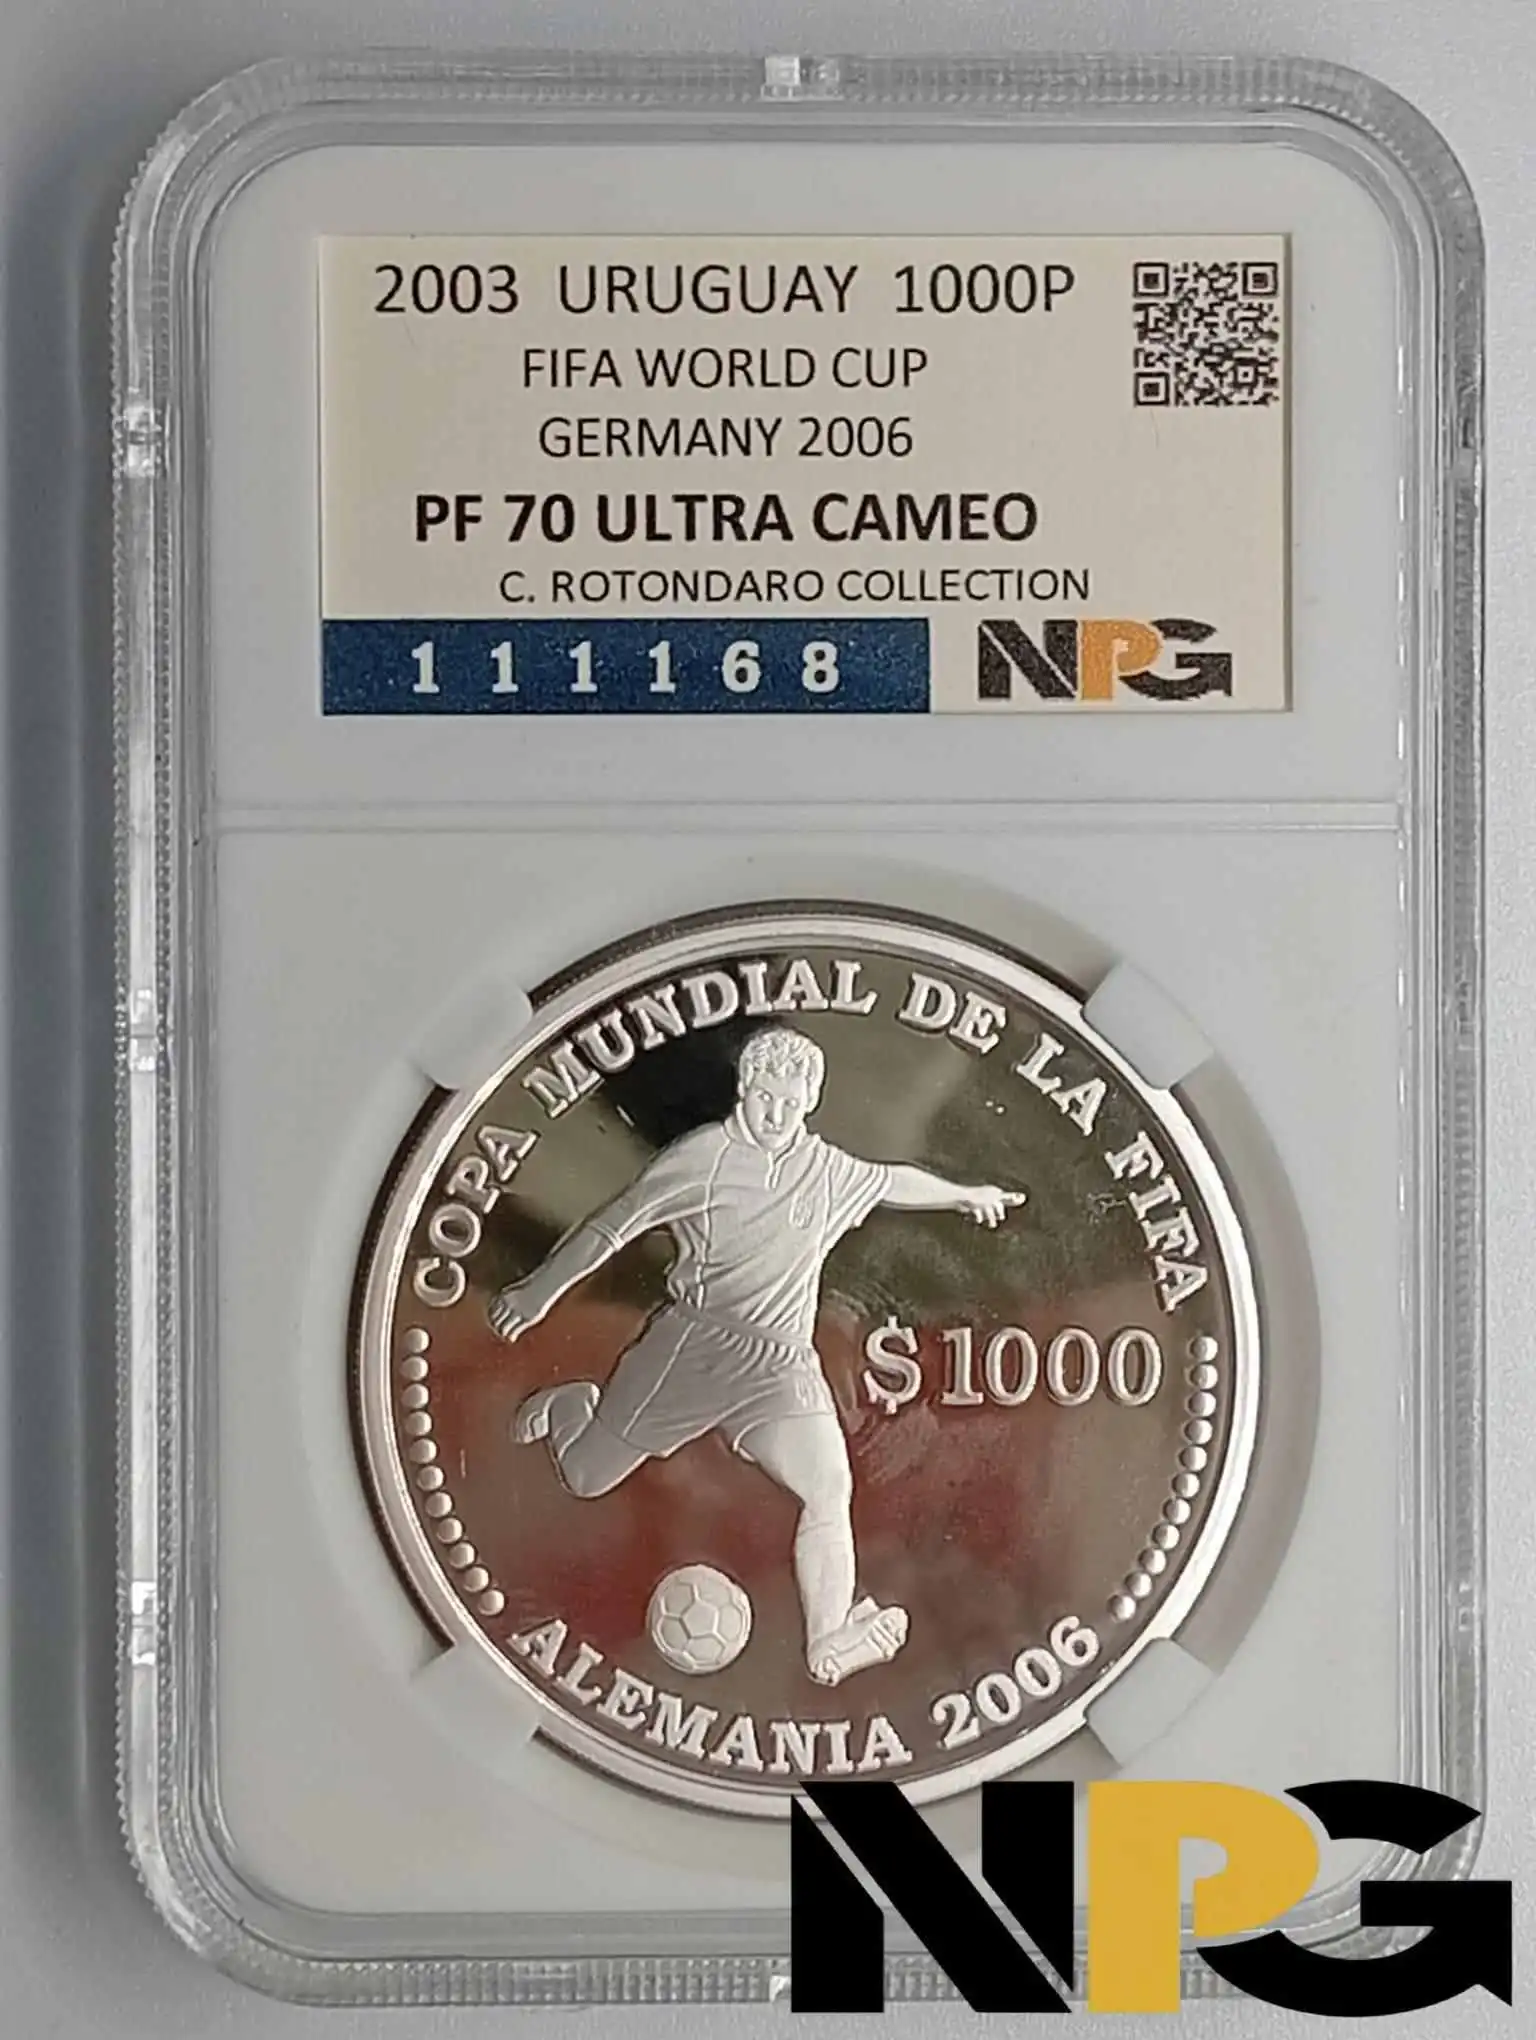 2003 URUGUAY 1000P
FIFA WORLD CUP
GERMANY 2006
PF 70 ULTRA CAMEO
C. ROTONDARO COLLECTION
111168
NPG
COPA MUNDIAL DE LA FIFA
$1000
ALEMANIA 2006
NPG